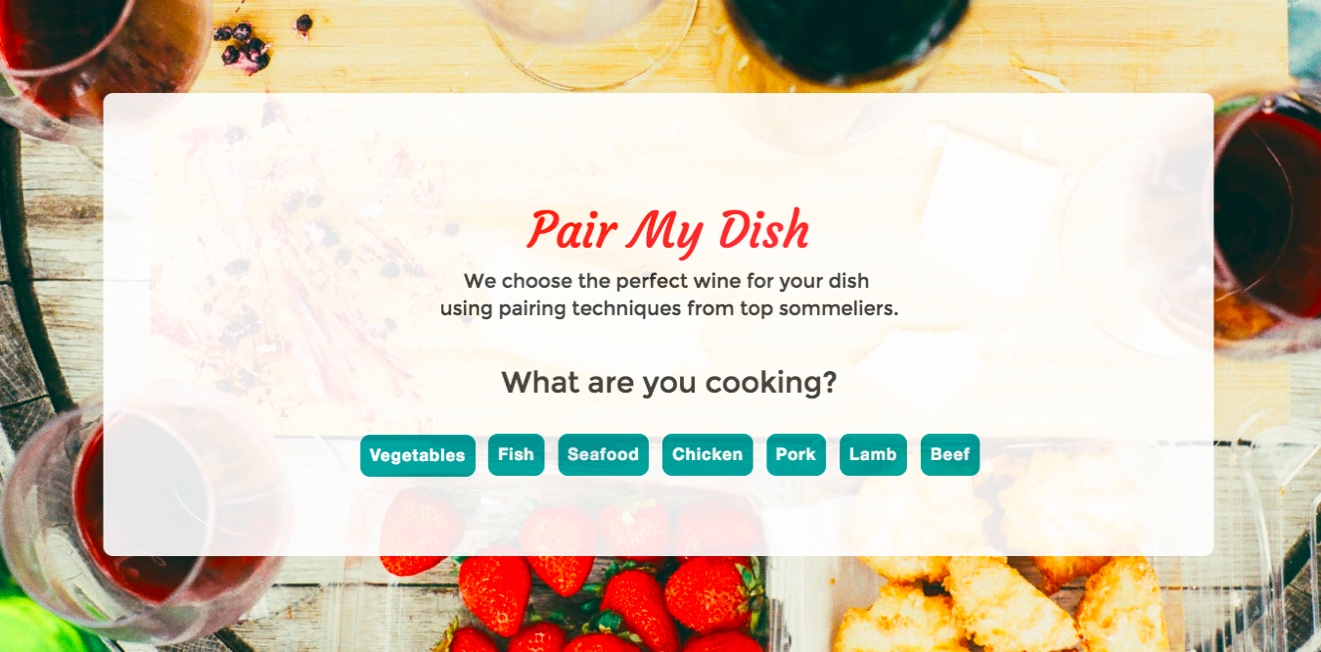 Pair My Dish
We choose the perfect wine for your dish
using pairing techniques from top sommeliers.
What are you cooking?
Vegetables Fish Seafood Chicken Pork Lamb Beef